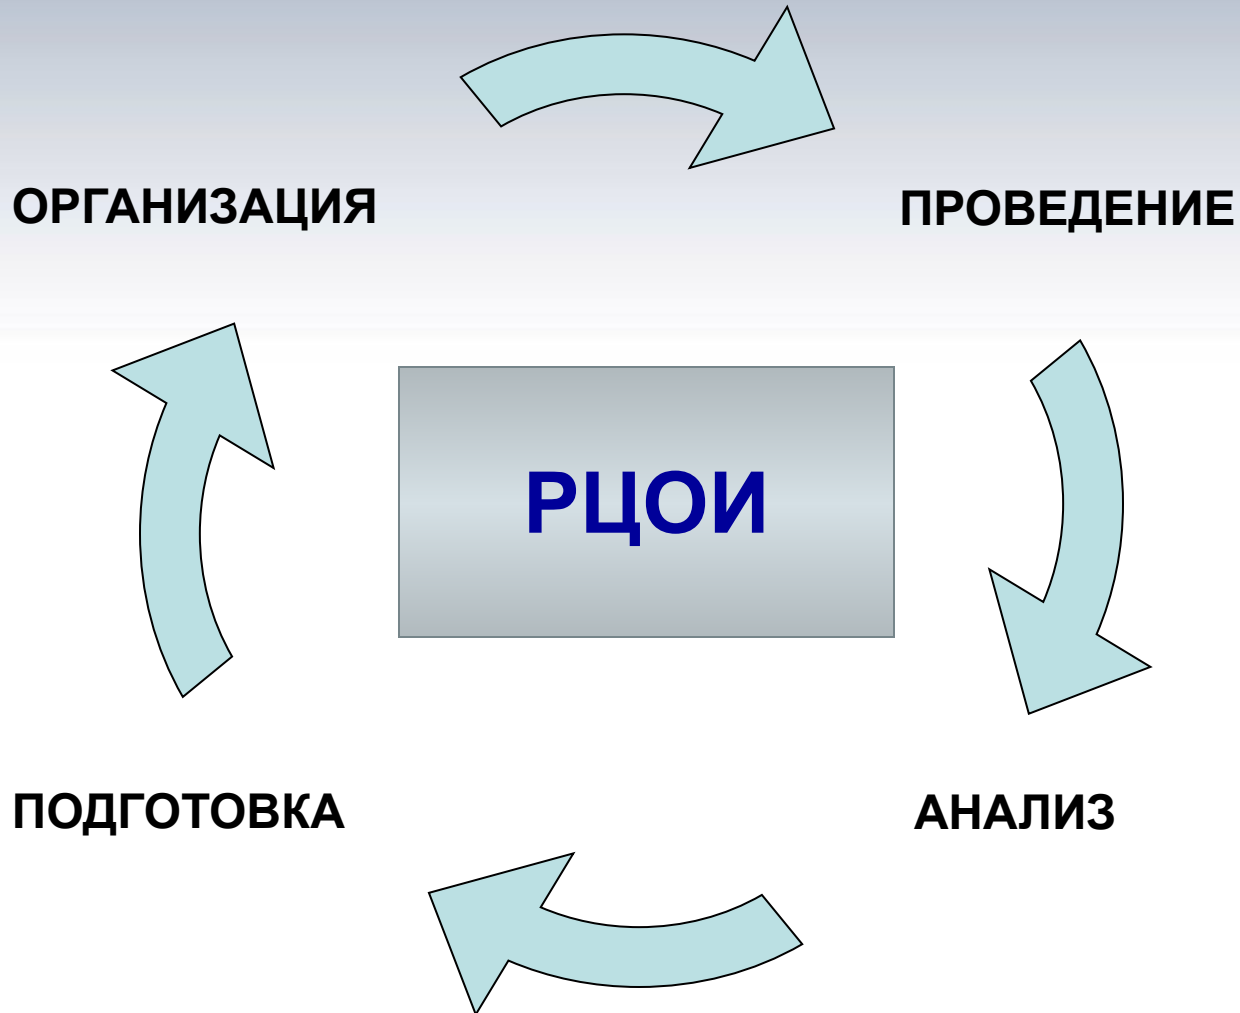 ОРГАНИЗАЦИЯ
ПРОВЕДЕНИЕ
РЦОИ
ПОДГОТОВКА
АНАЛИЗ